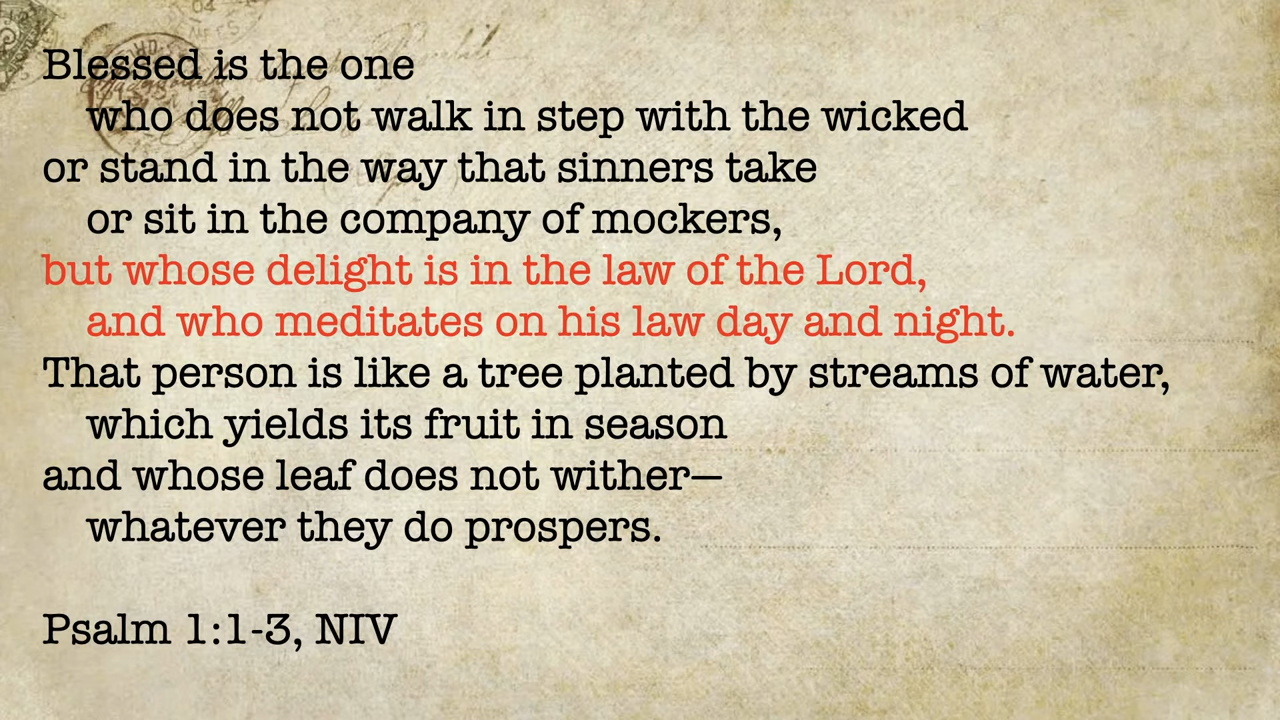 Blessed is the one
who does not walk in step with the wicked
or stand in the way that sinners take
or sit in the company of mockers,
but whose delight is in the law of the Lord,
and who meditates on his law day and night.
That person is like a tree planted by streams of water,
which yields its fruit in season
and whose leaf does not wither—
whatever they do prospers.
Psalm 1:1-3, NIV